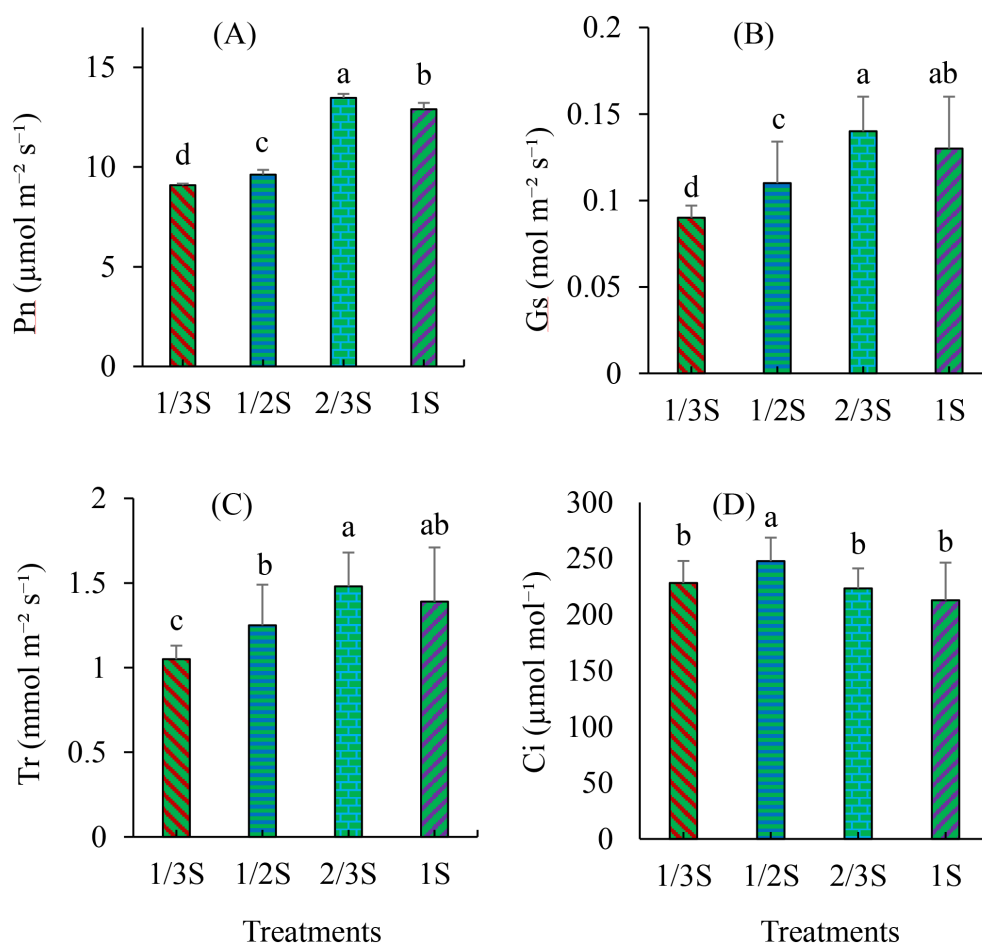 (A)
15
10
5
0
Pn (µmol m⁻² s⁻¹)
d
c
a
b
1/3S 1/2S 2/3S 1S
(B)
0.2
0.15
0.1
0.05
0
Gs (mol m⁻² s⁻¹)
d
c
a
ab
1/3S 1/2S 2/3S 1S
(C)
2
1.5
1
0.5
0
Tr (mmol m⁻² s⁻¹)
c
b
a
ab
1/3S 1/2S 2/3S 1S
Treatments
(D)
300
250
200
150
100
50
0
Ci (µmol mol⁻¹)
b
a
b
b
1/3S 1/2S 2/3S 1S
Treatments